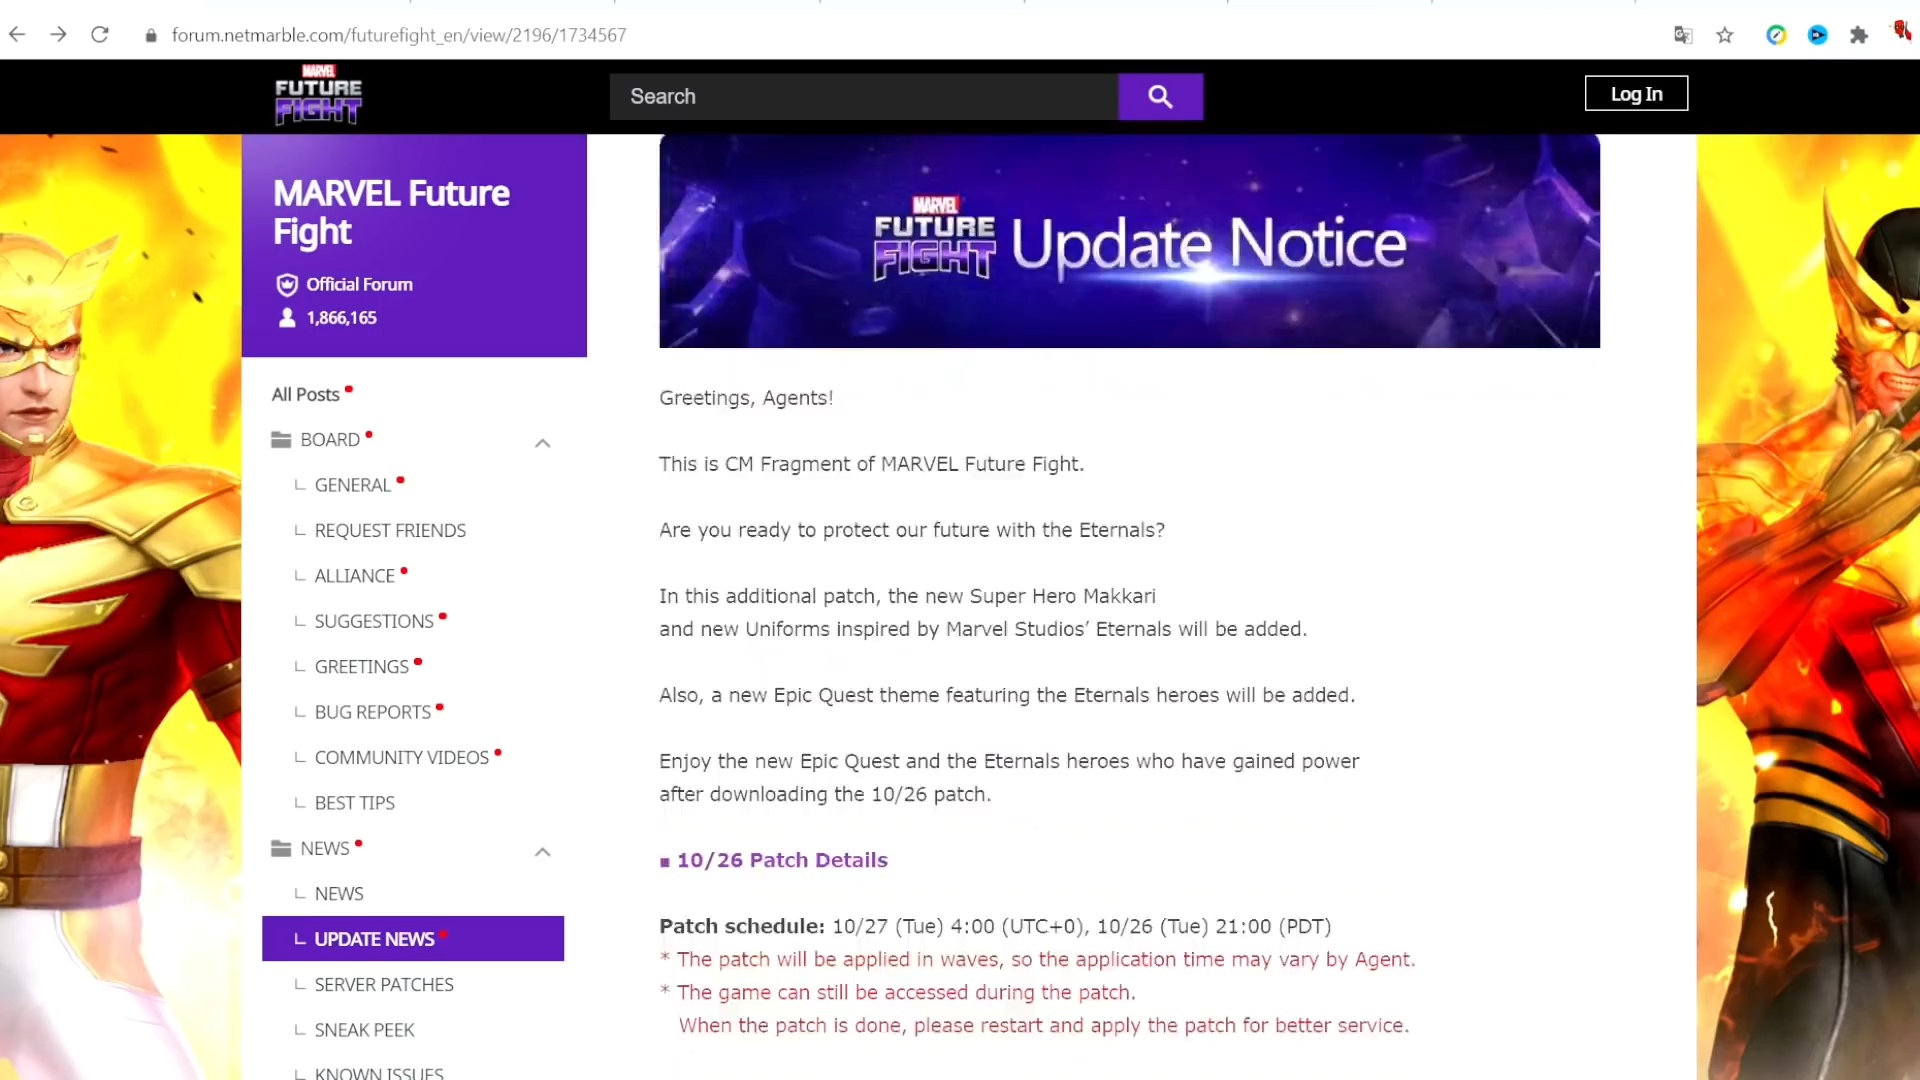 forum.netmarble.com/futurefight_en/view/2196/1734567
MARVEL
FUTURE
FIGHT
Search
Log In
MARVEL Future
Fight
Official Forum
1,866,165
All Posts
BOARD
GENERAL
REQUEST FRIENDS
ALLIANCE
SUGGESTIONS
GREETINGS
BUG REPORTS
COMMUNITY VIDEOS
BEST TIPS
NEWS
NEWS
UPDATE NEWS
SERVER PATCHES
SNEAK PEEK
KNOWN ISSUES
MARVEL
FUTURE
FIGHT
Update Notice
Greetings, Agents!
This is CM Fragment of MARVEL Future Fight.
Are you ready to protect our future with the Eternals?
In this additional patch, the new Super Hero Makkari
and new Uniforms inspired by Marvel Studios’ Eternals will be added.
Also, a new Epic Quest theme featuring the Eternals heroes will be added.
Enjoy the new Epic Quest and the Eternals heroes who have gained power
after downloading the 10/26 patch.
■ 10/26 Patch Details
Patch schedule: 10/27 (Tue) 4:00 (UTC+0), 10/26 (Tue) 21:00 (PDT)
* The patch will be applied in waves, so the application time may vary by Agent.
* The game can still be accessed during the patch.
When the patch is done, please restart and apply the patch for better service.